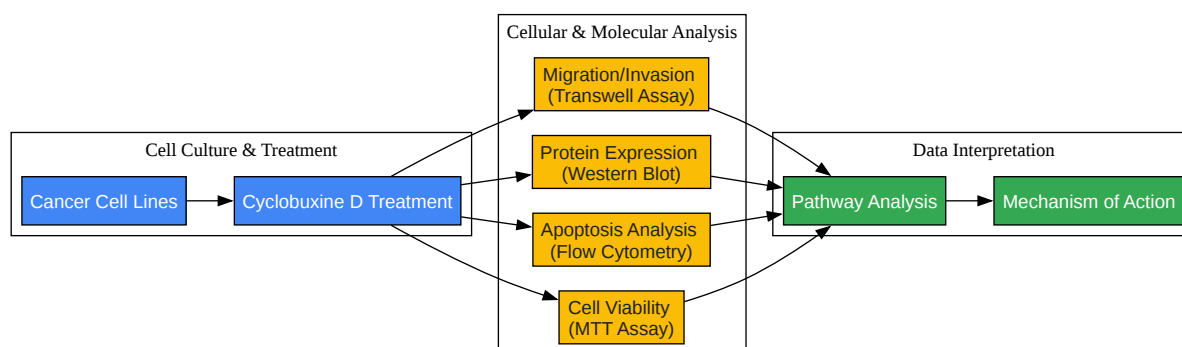 Cell Culture & Treatment
Cancer Cell Lines
Cyclobuxine D Treatment
Cellular & Molecular Analysis
Migration/Invasion
(Transwell Assay)
Protein Expression
(Western Blot)
Apoptosis Analysis
(Flow Cytometry)
Cell Viability
(MTT Assay)
Data Interpretation
Pathway Analysis
Mechanism of Action